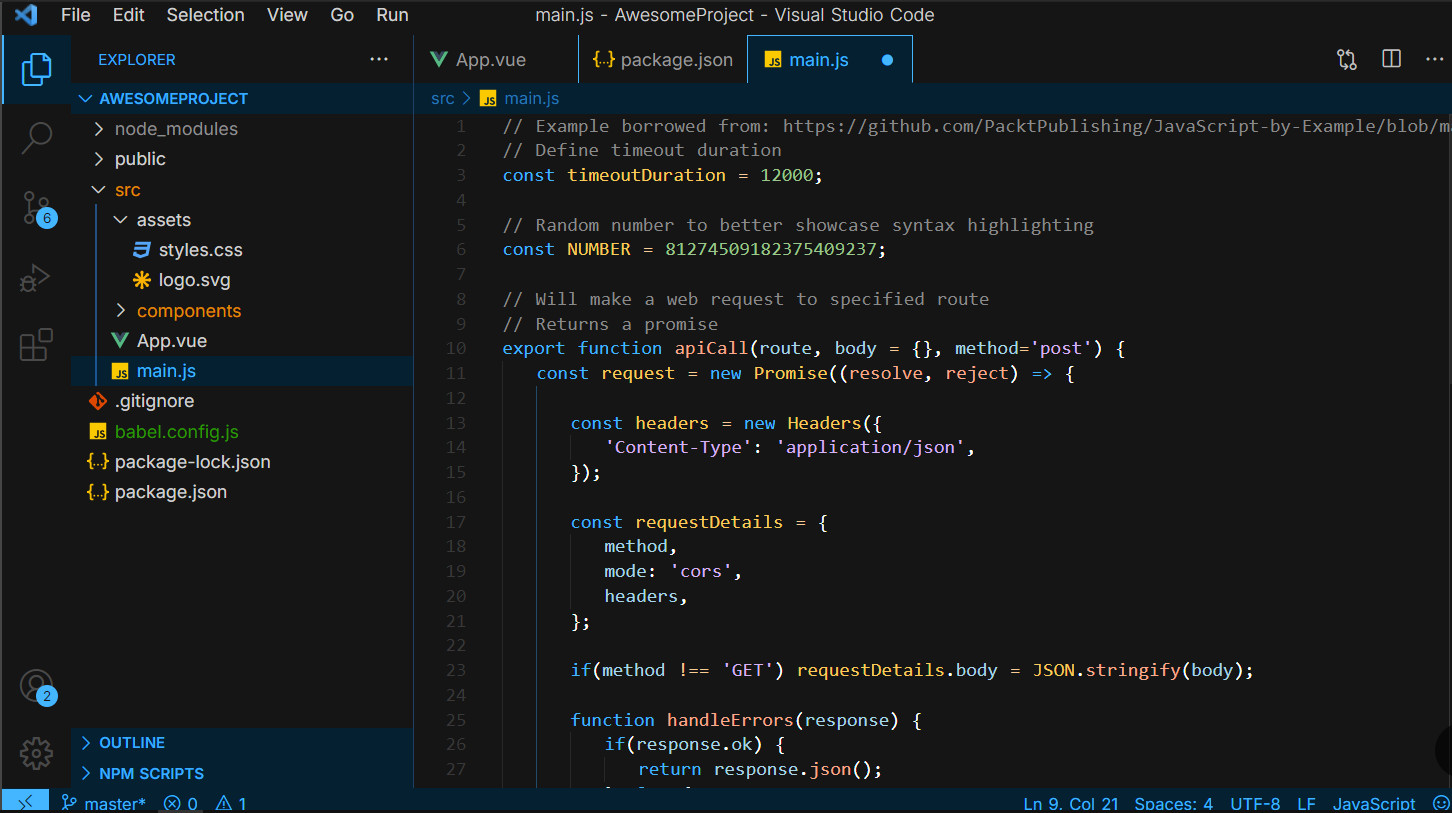 File Edit Selection View Go Run
main.js - AwesomeProject - Visual Studio Code
EXPLORER
App.vue
package.json
main.js
AWESOMEPROJECT
node_modules
public
src
assets
styles.css
logo.svg
components
App.vue
main.js
.gitignore
babel.config.js
package-lock.json
package.json
6
2
OUTLINE
NPM SCRIPTS
src > JS main.js
1 // Example borrowed from: https://github.com/PacktPublishing/JavaScript-by-Example/blob/m
2 // Define timeout duration
3 const timeoutDuration = 12000;
4
5 // Random number to better showcase syntax highlighting
6 const NUMBER = 81274509182375409237;
7
8 // Will make a web request to specified route
9 // Returns a promise
10 export function apiCall(route, body = {}, method='post') {
11 const request = new Promise((resolve, reject) => {
12
13 const headers = new Headers({
14 'Content-Type': 'application/json',
15 });
16
17 const requestDetails = {
18 method,
19 mode: 'cors',
20 headers,
21 };
22
23 if(method !== 'GET') requestDetails.body = JSON.stringify(body);
24
25 function handleErrors(response) {
26 if(response.ok) {
27 return response.json();
master* 0 1
Ln 9, Col 21 Spaces: 4 UTF-8 LF JavaScript